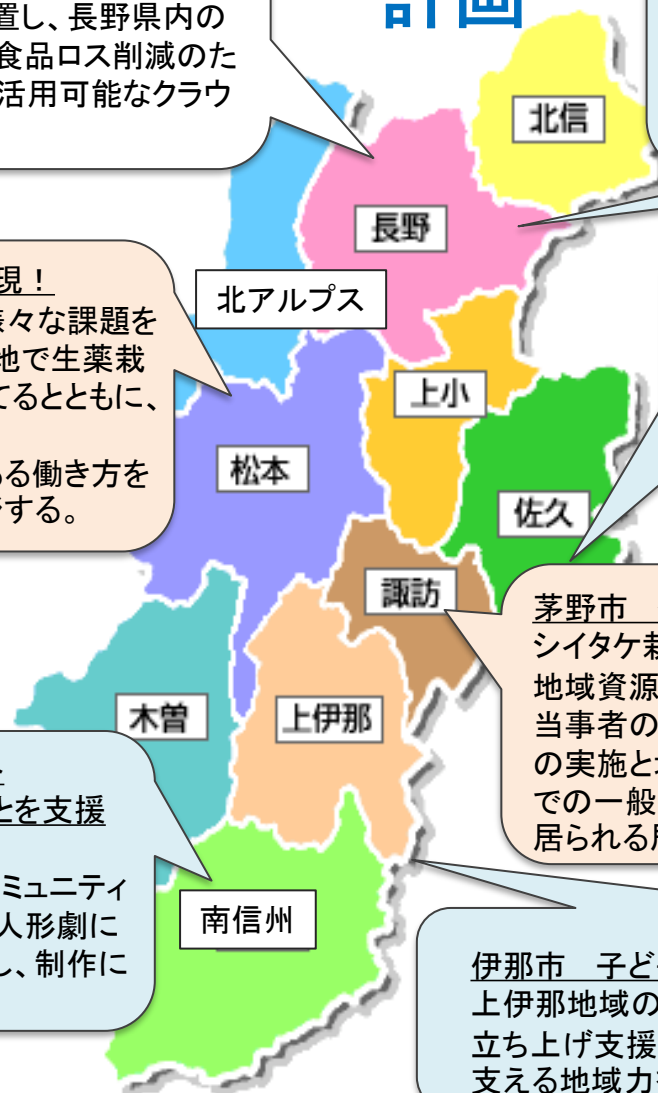 計画
置し、長野県内の
食品ロス削減のた
活用可能なクラウ
北信
長野
北アルプス
現！
様々な課題を
地で生薬栽
てるとともに、
ある働き方を
する。
上小
松本
佐久
諏訪
茅野市
シイタケ栽
地域資源
当事者の
の実施と
での一般
居られる
木曽
上伊那
とを支援
ミュニティ
人形劇に
し、制作に
南信州
伊那市　子ど
上伊那地域の
立ち上げ支援
支える地域力